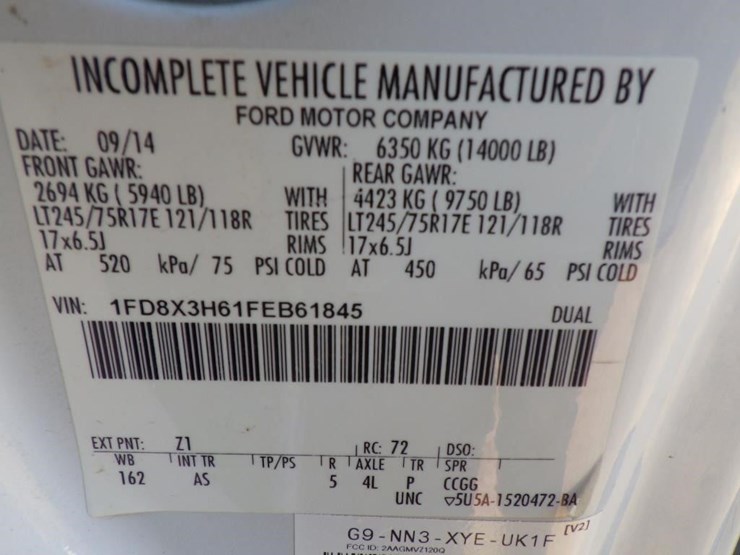 INCOMPLETE VEHICLE MANUFACTURED BY
FORD MOTOR COMPANY
DATE: 09/14 GVWR: 6350 KG (14000 LB)
FRONT GAWR: REAR GAWR:
2694 KG ( 5940 LB) WITH 4423 KG ( 9750 LB) WITH
LT245/75R17E 121/118R TIRES LT245/75R17E 121/118R TIRES
17x6.5J RIMS 17x6.5J RIMS
AT 520 kPa/ 75 PSI COLD AT 450 kPa/ 65 PSI COLD
VIN: 1FD8X3H61FEB61845 DUAL
EXT PNT: Z1 RC: 72 DSO:
WB INT TR TP/PS R AXLE TR SPR
162 AS 5 4L P CCGG
UNC ▽5U5A-1520472-BA
G9-NN3-XYE-UK1F [V2]
FCC ID: 2AAGMVZ120G